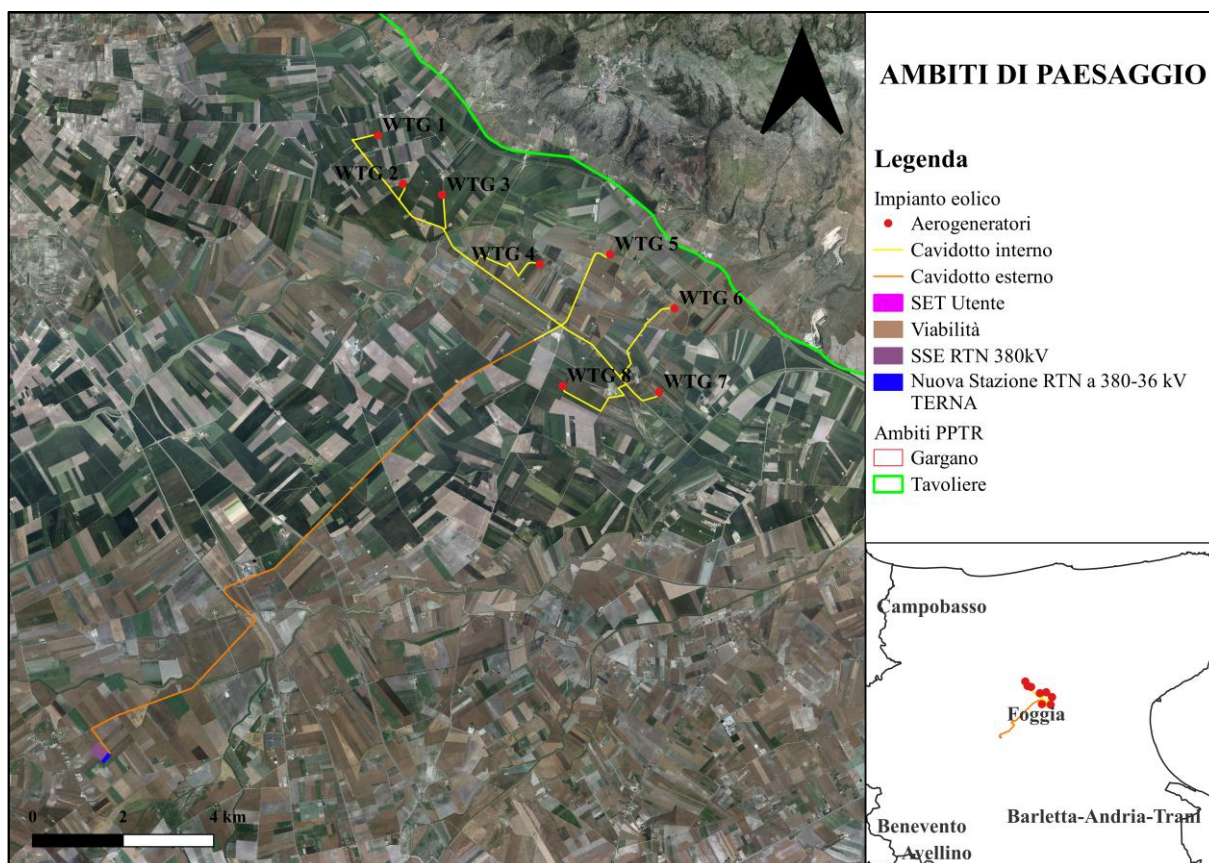 WTG 1
WTG 2
WTG 3
WTG 4
WTG 5
WTG 6
WTG 8
WTG 7
0 2 4 km
AMBITI DI PAESAGGIO
Legenda
Impianto eolico
Aerogeneratori
Cavidotto interno
Cavidotto esterno
SET Utente
Viabilità
SSE RTN 380kV
Nuova Stazione RTN a 380-36 kV
TERNA
Ambiti PPTR
Gargano
Tavoliere
Campobasso
Foggia
Barletta-Andria-Trani
Benevento
Avellino